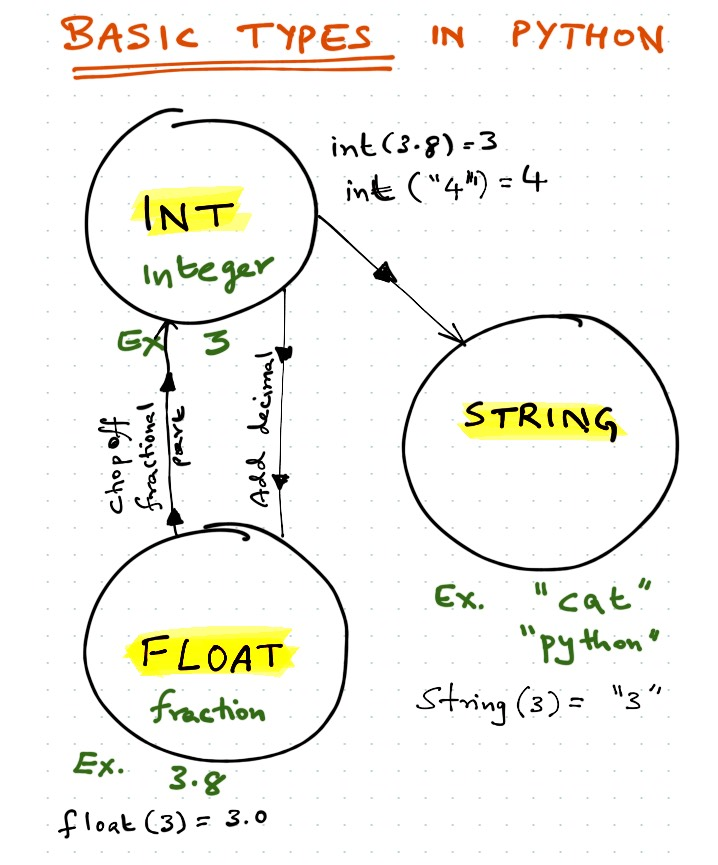 BASIC TYPES IN PYTHON
int(3.8)=3
int ("4") = 4
INT
Integer
Ex 3
chop off
fractional
part
Add decimal
STRING
Ex. "cat"
"python"
String(3) = "3"
FLOAT
fraction
Ex. 3.8
float(3) = 3.0